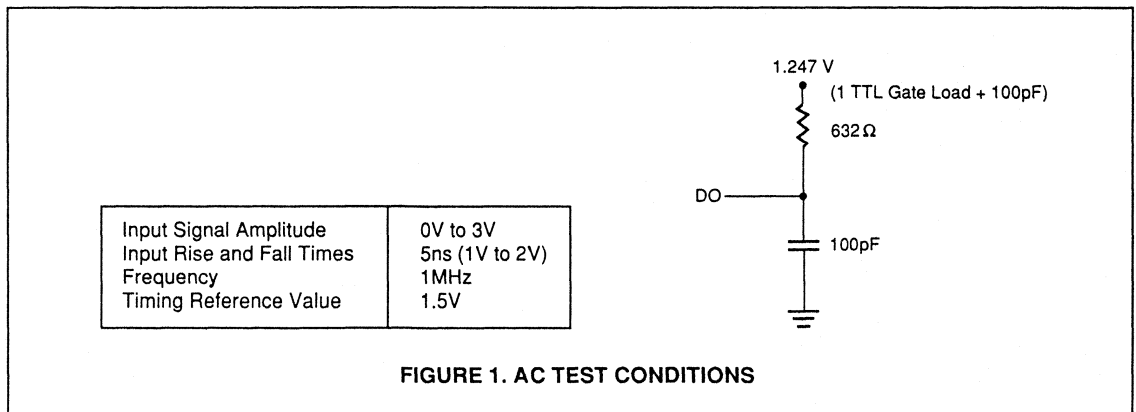 1.247 V
(1 TTL Gate Load + 100pF)
632Ω
DO
100pF
Input Signal Amplitude 0V to 3V
Input Rise and Fall Times 5ns (1V to 2V)
Frequency 1MHz
Timing Reference Value 1.5V
FIGURE 1. AC TEST CONDITIONS